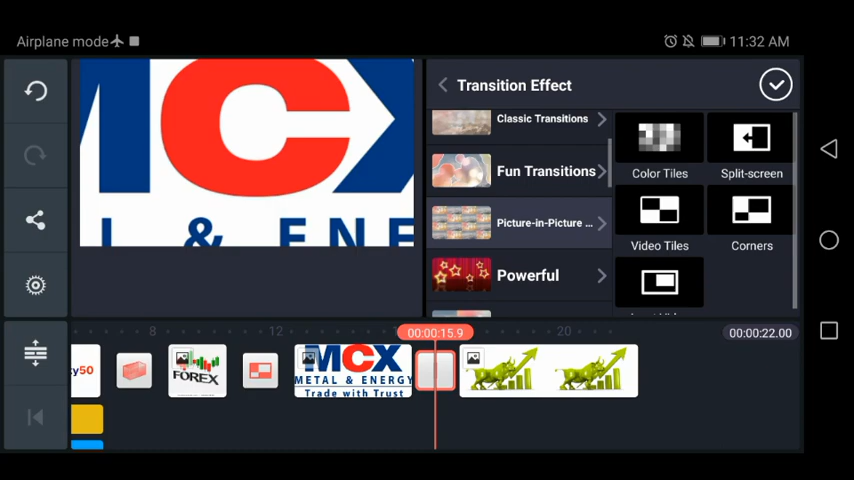 Airplane mode
11:32 AM
Transition Effect
MCX
L & ENE
Classic Transitions
Fun Transitions
Picture-in-Picture ...
Powerful
Color Tiles
Split-screen
Video Tiles
Corners
8
12
00:00:15.9
20
00:00:22.00
y50
FOREX
MCX
METAL & ENERGY
Trade with Trust